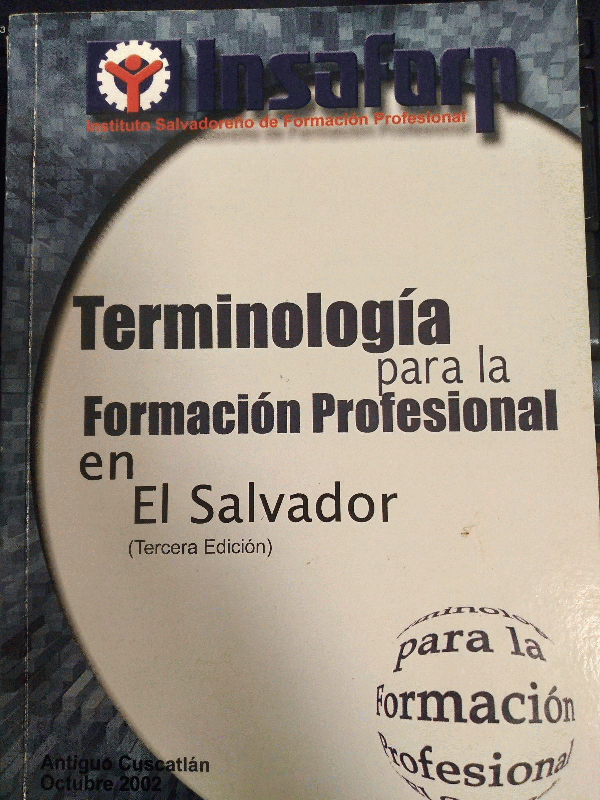 Insaforp
Instituto Salvadoreño de Formación Profesional
Terminología
para la
Formación Profesional
en
El Salvador
(Tercera Edición)
para la
Formación
Profesional
Antiguo Cuscatlán
Octubre 2002